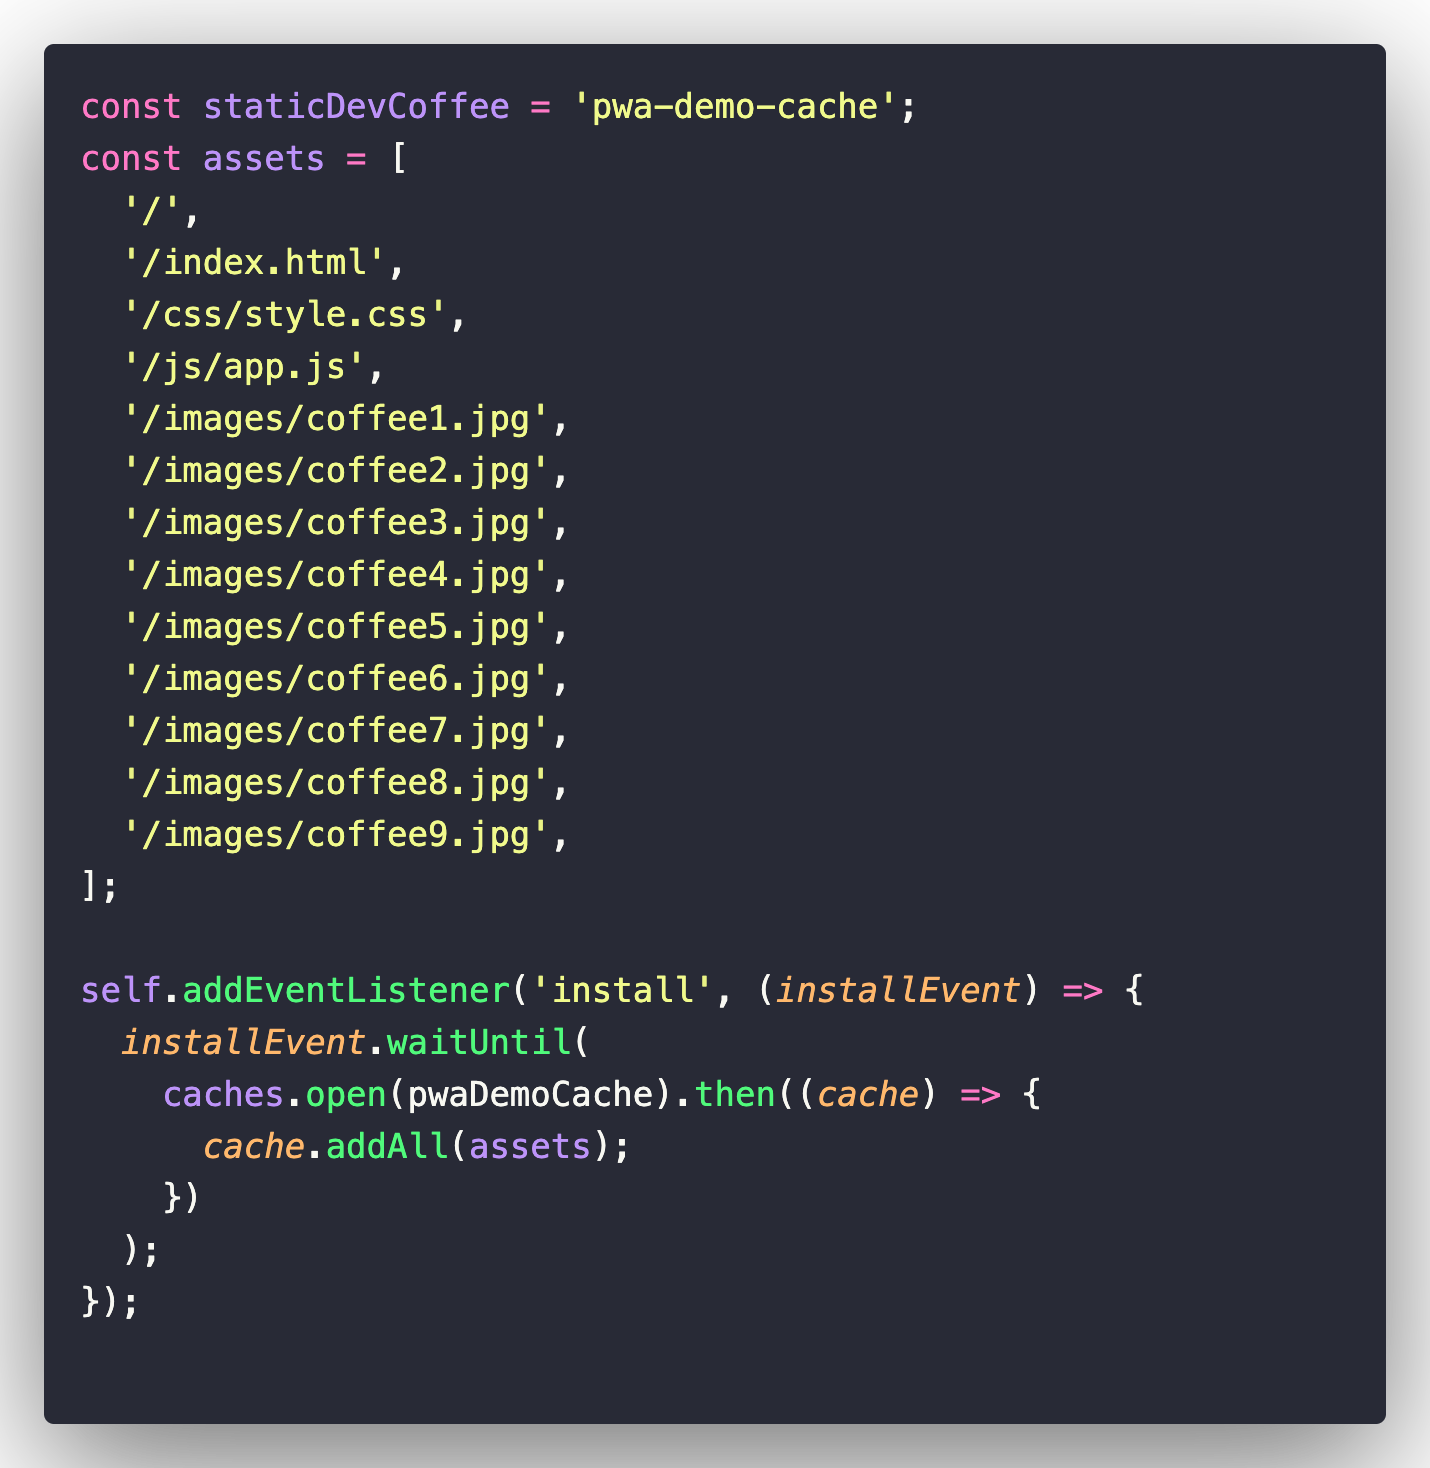 const staticDevCoffee = 'pwa-demo-cache';
const assets = [
  '/',
  '/index.html',
  '/css/style.css',
  '/js/app.js',
  '/images/coffee1.jpg',
  '/images/coffee2.jpg',
  '/images/coffee3.jpg',
  '/images/coffee4.jpg',
  '/images/coffee5.jpg',
  '/images/coffee6.jpg',
  '/images/coffee7.jpg',
  '/images/coffee8.jpg',
  '/images/coffee9.jpg',
];

self.addEventListener('install', (installEvent) => {
  installEvent.waitUntil(
    caches.open(pwaDemoCache).then((cache) => {
      cache.addAll(assets);
    })
  );
});